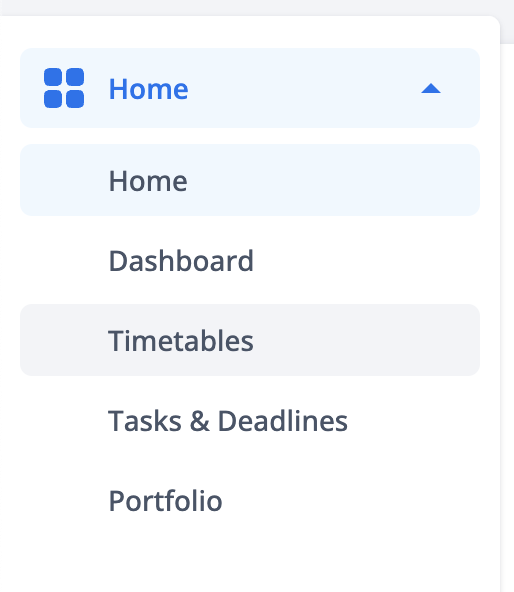 Home
Home
Dashboard
Timetables
Tasks & Deadlines
Portfolio